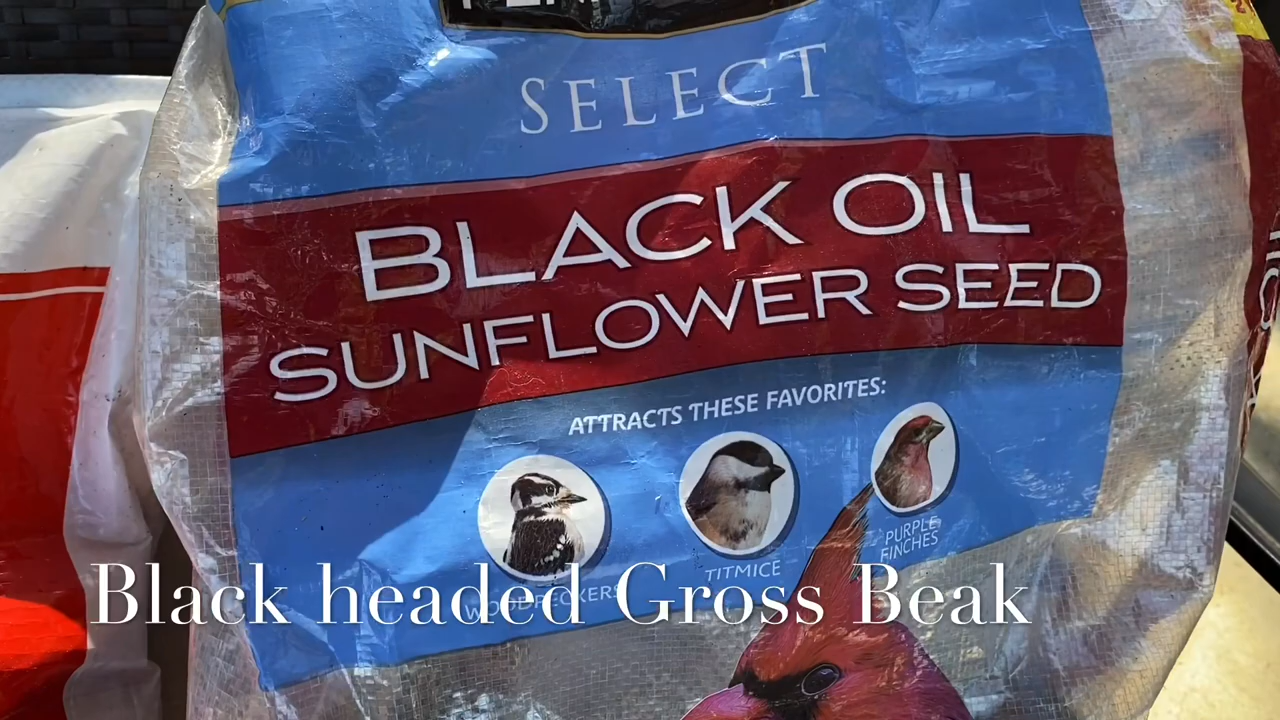 SELECT
BLACK OIL
SUNFLOWER SEED
ATTRACTS THESE FAVORITES:
PURPLE
FINCHES
TITMICE
WOODPECKERS
Black headed Gross Beak